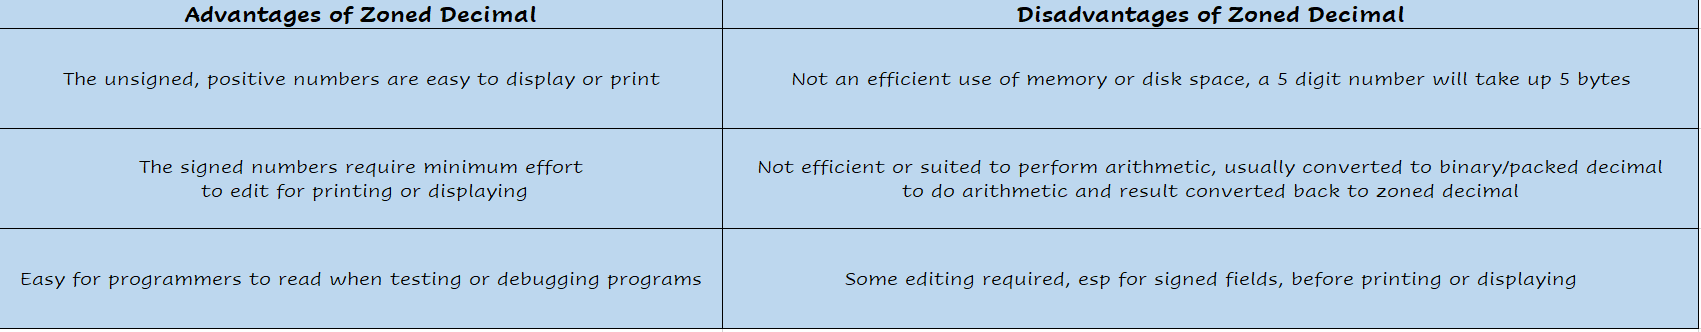 Advantages of Zoned Decimal
Disadvantages of Zoned Decimal
The unsigned, positive numbers are easy to display or print
Not an efficient use of memory or disk space, a 5 digit number will take up 5 bytes
The signed numbers require minimum effort
to edit for printing or displaying
Not efficient or suited to perform arithmetic, usually converted to binary/packed decimal
to do arithmetic and result converted back to zoned decimal
Easy for programmers to read when testing or debugging programs
Some editing required, esp for signed fields, before printing or displaying